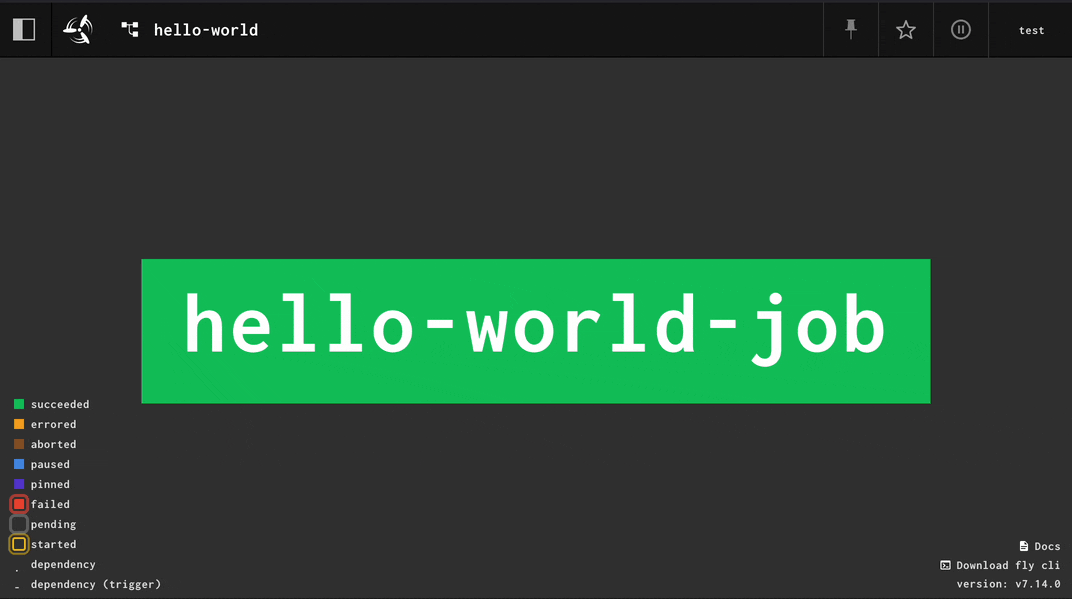 hello-world
test
hello-world-job
succeeded
errored
aborted
paused
pinned
failed
pending
started
dependency
dependency (trigger)
Docs
Download fly cli
version: v7.14.0